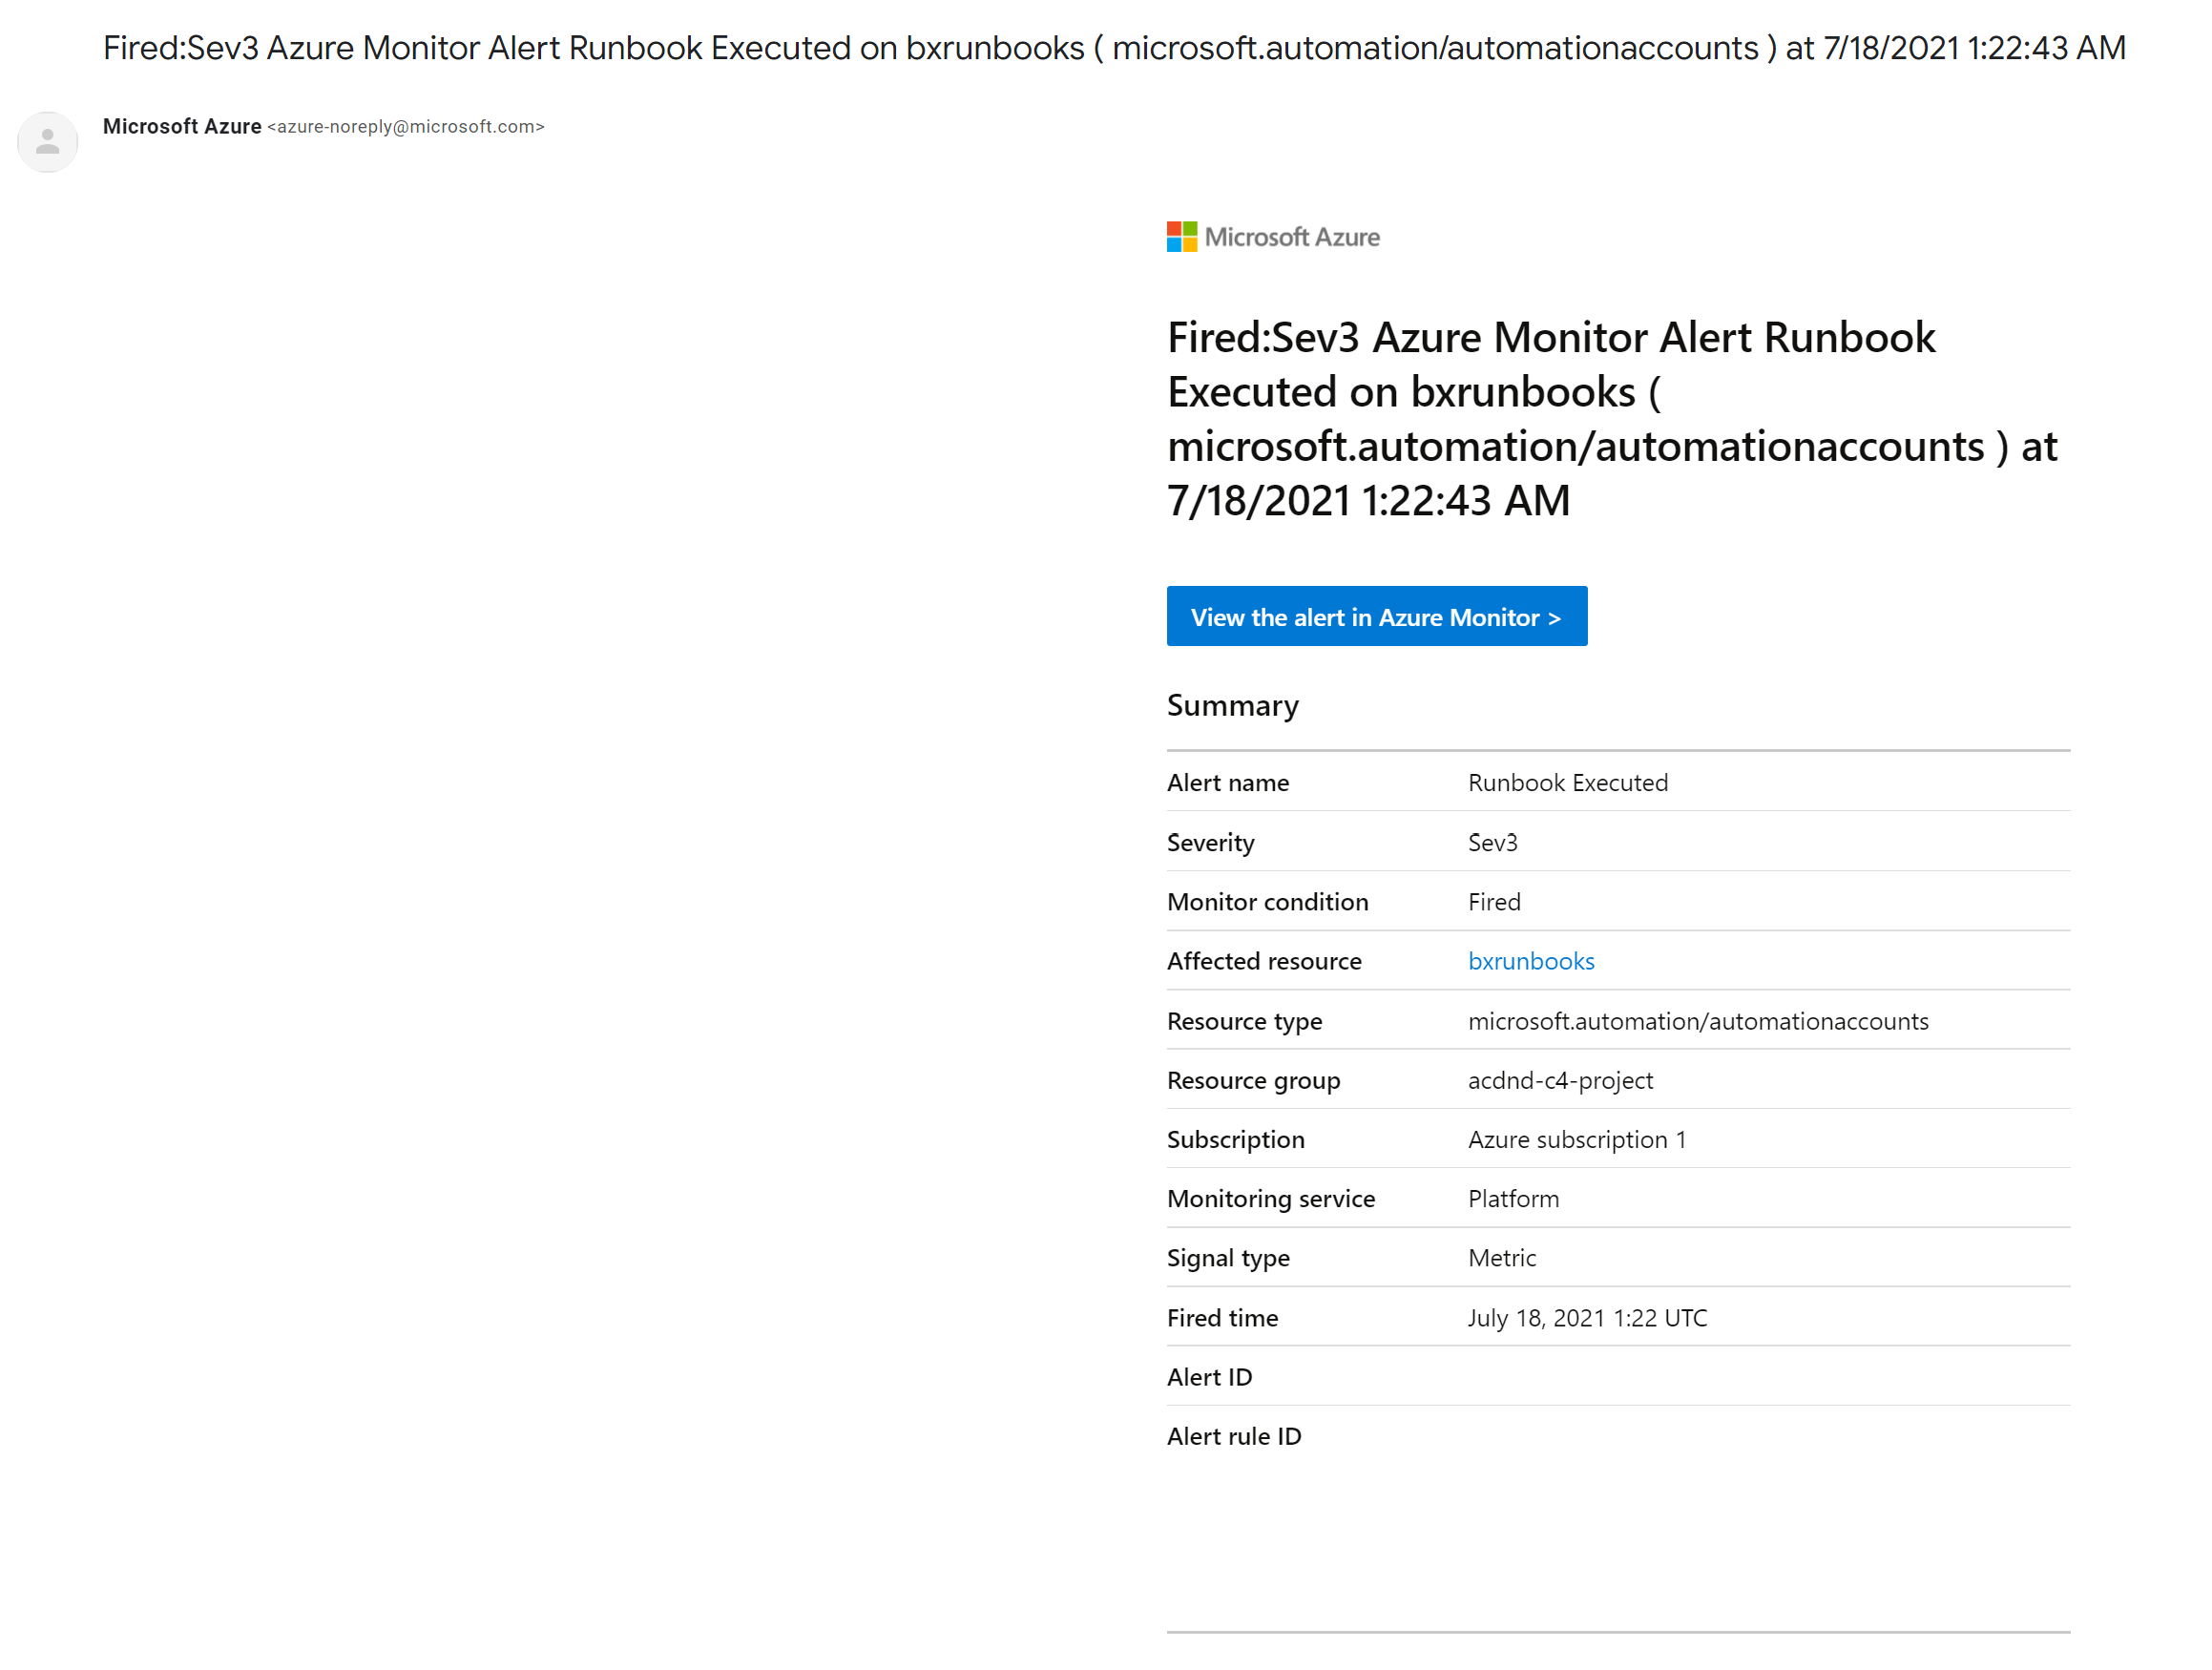 Fired:Sev3 Azure Monitor Alert Runbook Executed on bxrunbooks ( microsoft.automation/automationaccounts ) at 7/18/2021 1:22:43 AM
Microsoft Azure <azure-noreply@microsoft.com>
Microsoft Azure
Fired:Sev3 Azure Monitor Alert Runbook
Executed on bxrunbooks (
microsoft.automation/automationaccounts ) at
7/18/2021 1:22:43 AM
View the alert in Azure Monitor >
Summary
Alert name Runbook Executed
Severity Sev3
Monitor condition Fired
Affected resource bxrunbooks
Resource type microsoft.automation/automationaccounts
Resource group acdnd-c4-project
Subscription Azure subscription 1
Monitoring service Platform
Signal type Metric
Fired time July 18, 2021 1:22 UTC
Alert ID
Alert rule ID